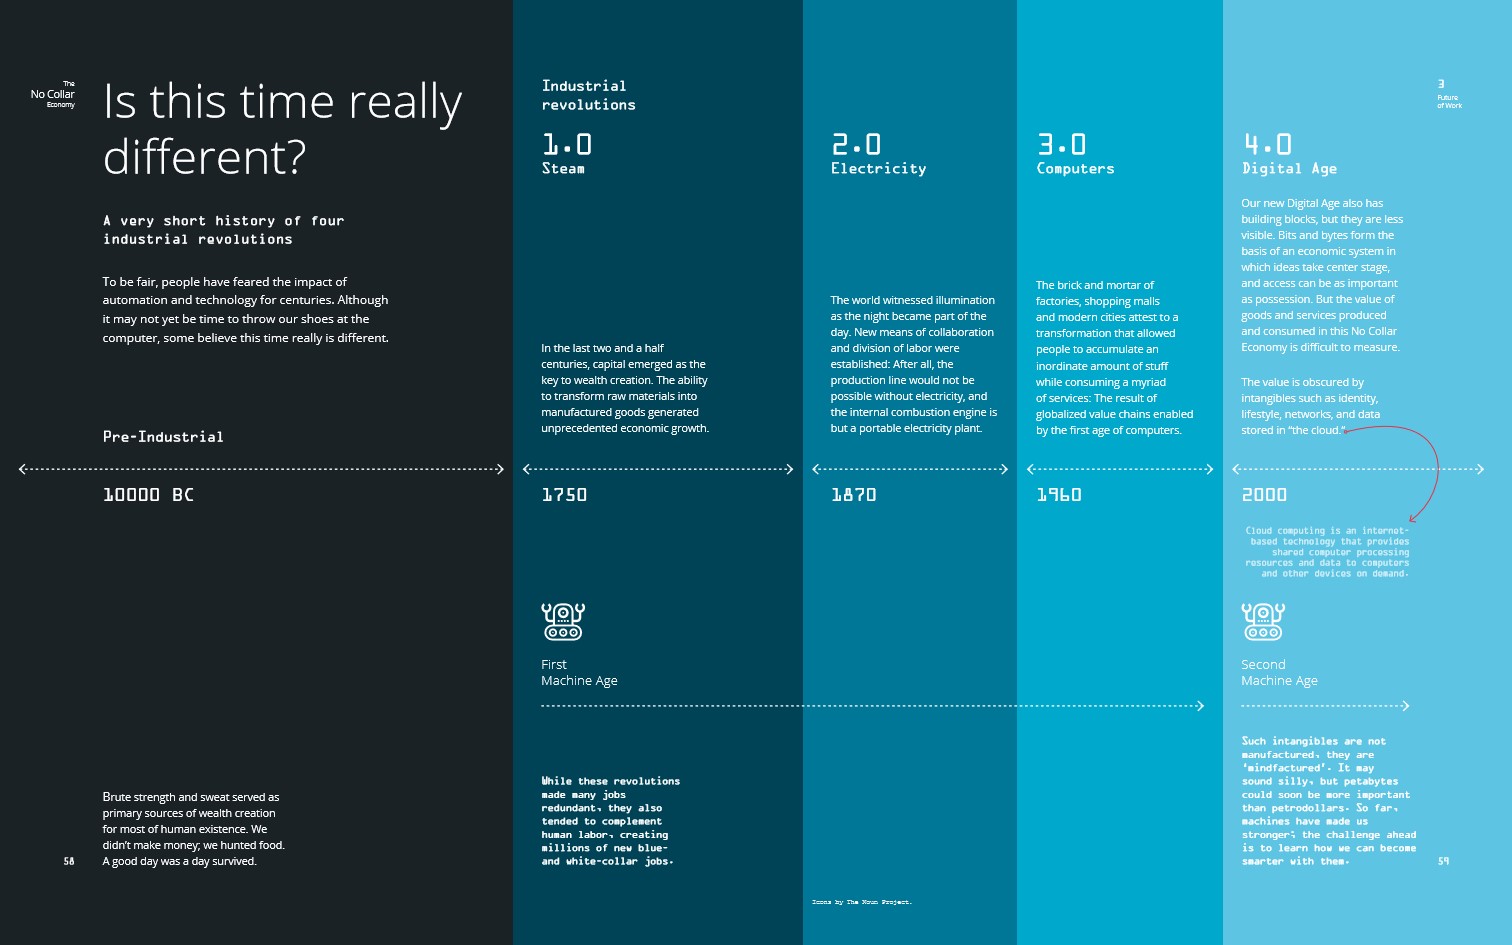 The
No Collar
Economy
Is this time really
different?
A very short history of four
industrial revolutions
To be fair, people have feared the impact of
automation and technology for centuries. Although
it may not yet be time to throw our shoes at the
computer, some believe this time really is different.
Pre-Industrial
10000 BC
Brute strength and sweat served as
primary sources of wealth creation
for most of human existence. We
didn't make money; we hunted food.
A good day was a day survived.
58
Industrial
revolutions
1.0
Steam
In the last two and a half
centuries, capital emerged as the
key to wealth creation. The ability
to transform raw materials into
manufactured goods generated
unprecedented economic growth.
1750
First
Machine Age
While these revolutions
made many jobs
redundant, they also
tended to complement
human labor, creating
millions of new blue-
and white-collar jobs.
2.0
Electricity
The world witnessed illumination
as the night became part of the
day. New means of collaboration
and division of labor were
established: After all, the
production line would not be
possible without electricity, and
the internal combustion engine is
but a portable electricity plant.
1870
Icons by The Noun Project.
3.0
Computers
The brick and mortar of
factories, shopping malls
and modern cities attest to a
transformation that allowed
people to accumulate an
inordinate amount of stuff
while consuming a myriad
of services: The result of
globalized value chains enabled
by the first age of computers.
1960
3
Future
of Work
4.0
Digital Age
Our new Digital Age also has
building blocks, but they are less
visible. Bits and bytes form the
basis of an economic system in
which ideas take center stage,
and access can be as important
as possession. But the value of
goods and services produced
and consumed in this No Collar
Economy is difficult to measure.
The value is obscured by
intangibles such as identity,
lifestyle, networks, and data
stored in "the cloud."
2000
Cloud computing is an internet-
based technology that provides
shared computer processing
resources and data to computers
and other devices on demand.
Second
Machine Age
Such intangibles are not
manufactured, they are
'mindfactured'. It may
sound silly, but petabytes
could soon be more important
than petrodollars. So far,
machines have made us
stronger; the challenge ahead
is to learn how we can become
smarter with them.
59